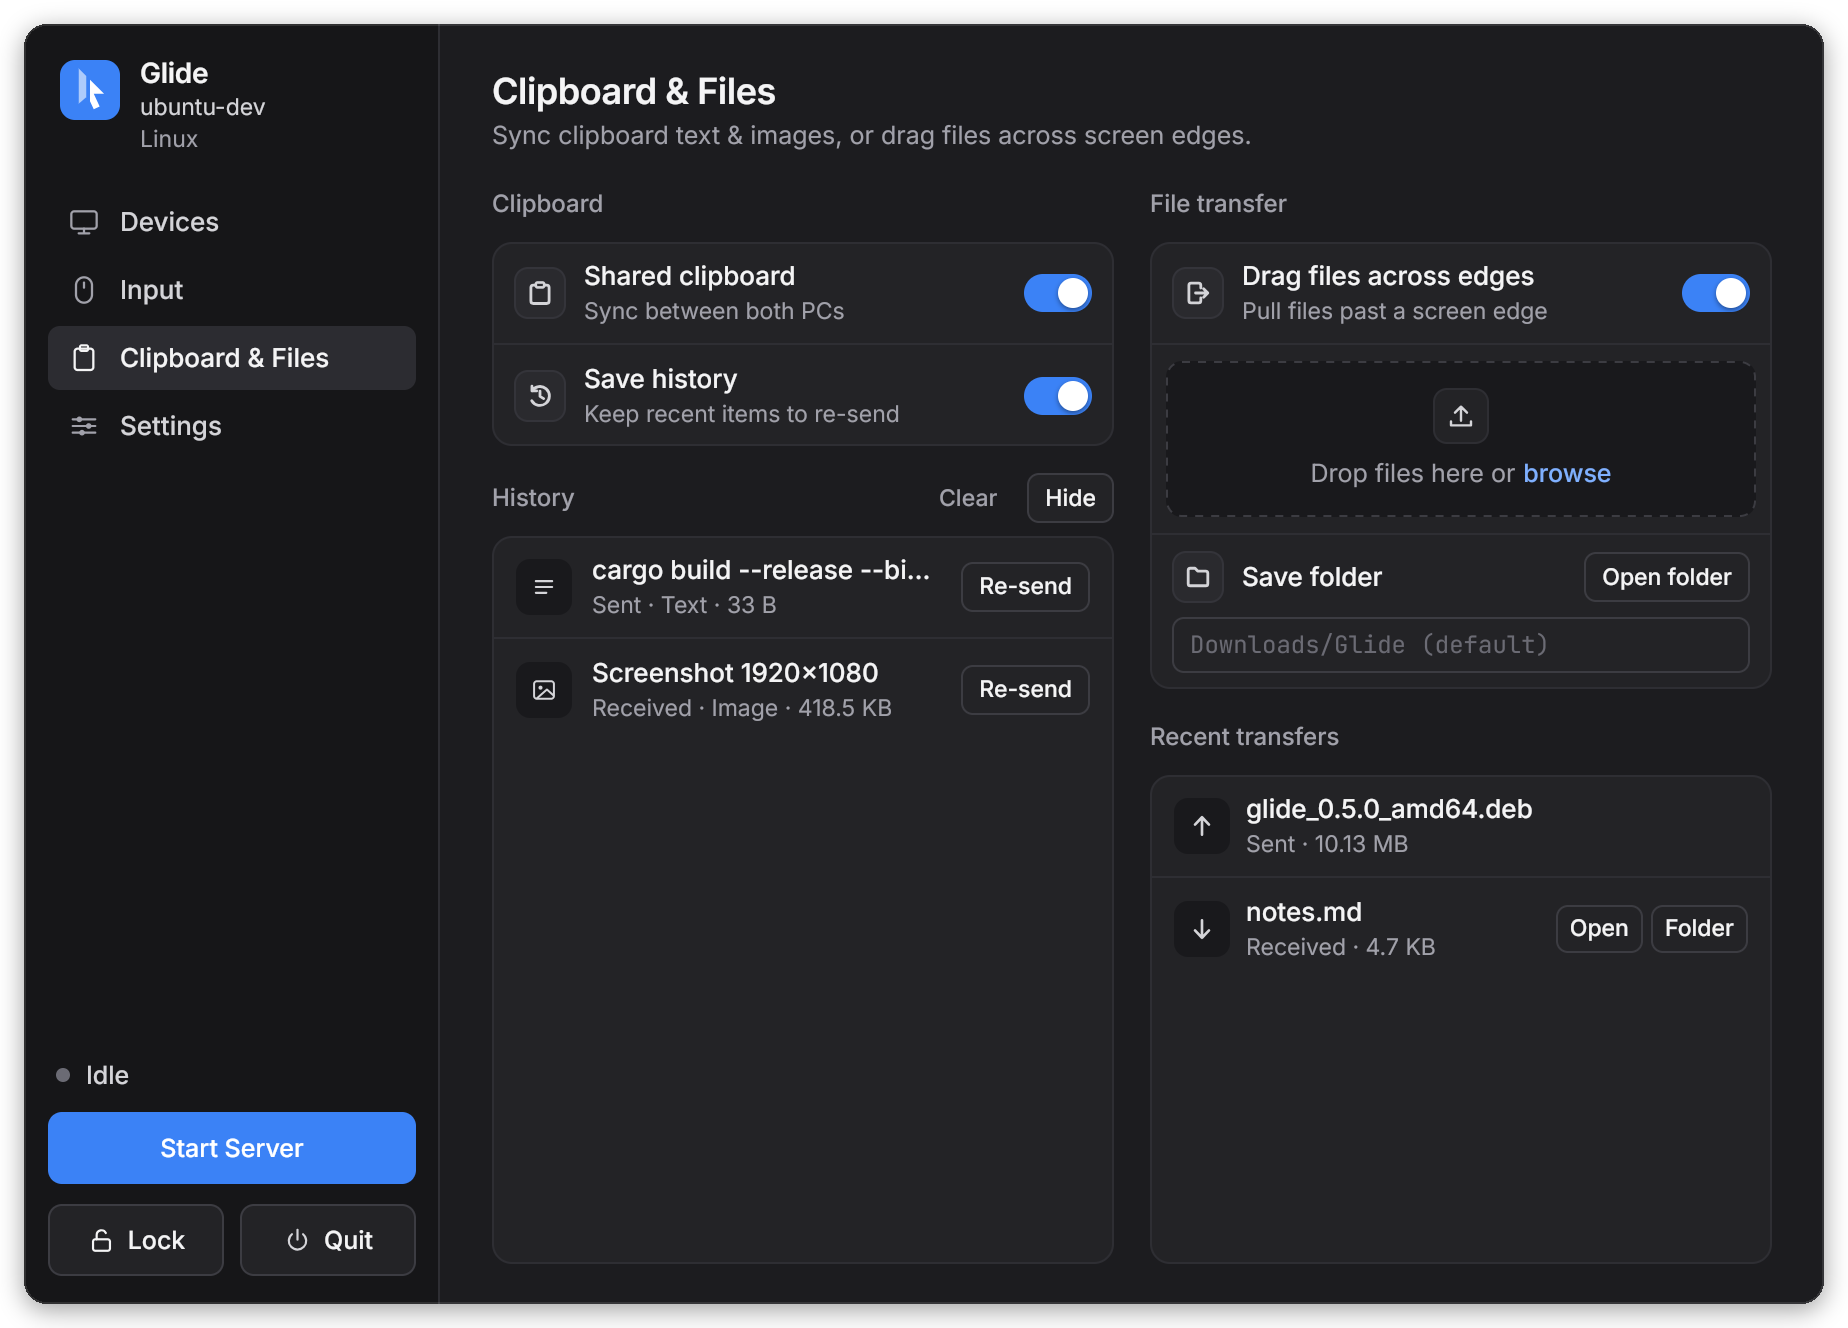 Glide
ubuntu-dev
Linux
Devices
Input
Clipboard & Files
Settings
Idle
Start Server
Lock
Quit
Clipboard & Files
Sync clipboard text & images, or drag files across screen edges.
Clipboard
Shared clipboard
Sync between both PCs
Save history
Keep recent items to re-send
History
Clear
Hide
cargo build --release --bi...
Sent · Text · 33 B
Re-send
Screenshot 1920×1080
Received · Image · 418.5 KB
Re-send
File transfer
Drag files across edges
Pull files past a screen edge
Drop files here or browse
Save folder
Open folder
Downloads/Glide (default)
Recent transfers
glide_0.5.0_amd64.deb
Sent · 10.13 MB
notes.md
Received · 4.7 KB
Open
Folder